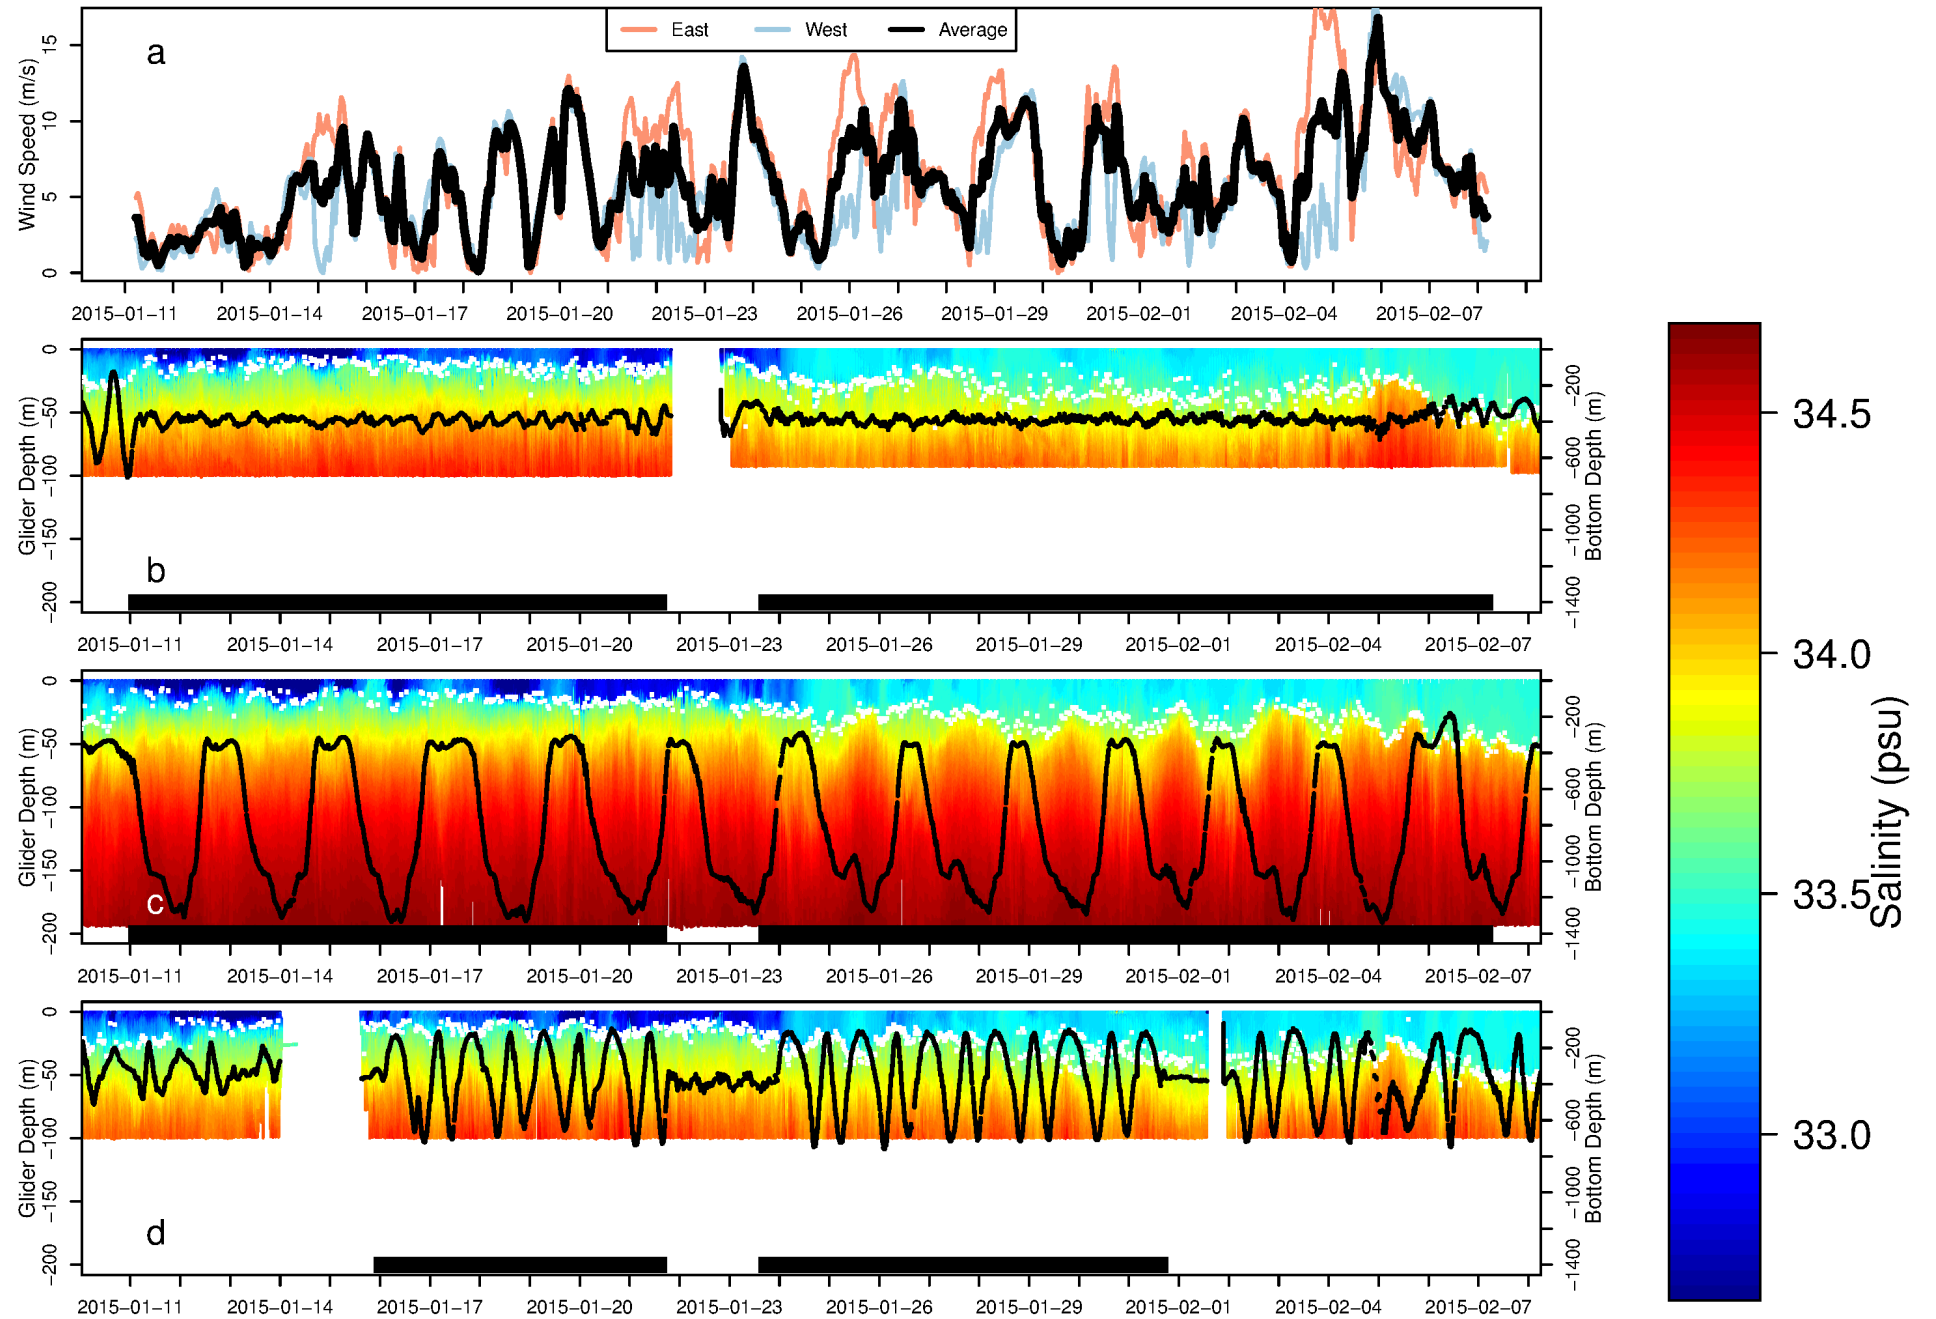 East West Average
a
Wind Speed (m/s)
0 5 10 15
2015-01-11 2015-01-14 2015-01-17 2015-01-20 2015-01-23 2015-01-26 2015-01-29 2015-02-01 2015-02-04 2015-02-07
b
Glider Depth (m)
0 -50 -100 -150 -200
Bottom Depth (m)
-200 -600 -1000 -1400
2015-01-11 2015-01-14 2015-01-17 2015-01-20 2015-01-23 2015-01-26 2015-01-29 2015-02-01 2015-02-04 2015-02-07
c
Glider Depth (m)
0 -50 -100 -150 -200
Bottom Depth (m)
-200 -600 -1000 -1400
2015-01-11 2015-01-14 2015-01-17 2015-01-20 2015-01-23 2015-01-26 2015-01-29 2015-02-01 2015-02-04 2015-02-07
d
Glider Depth (m)
0 -50 -100 -150 -200
Bottom Depth (m)
-200 -600 -1000 -1400
2015-01-11 2015-01-14 2015-01-17 2015-01-20 2015-01-23 2015-01-26 2015-01-29 2015-02-01 2015-02-04 2015-02-07
34.5
34.0
33.5
33.0
Salinity (psu)